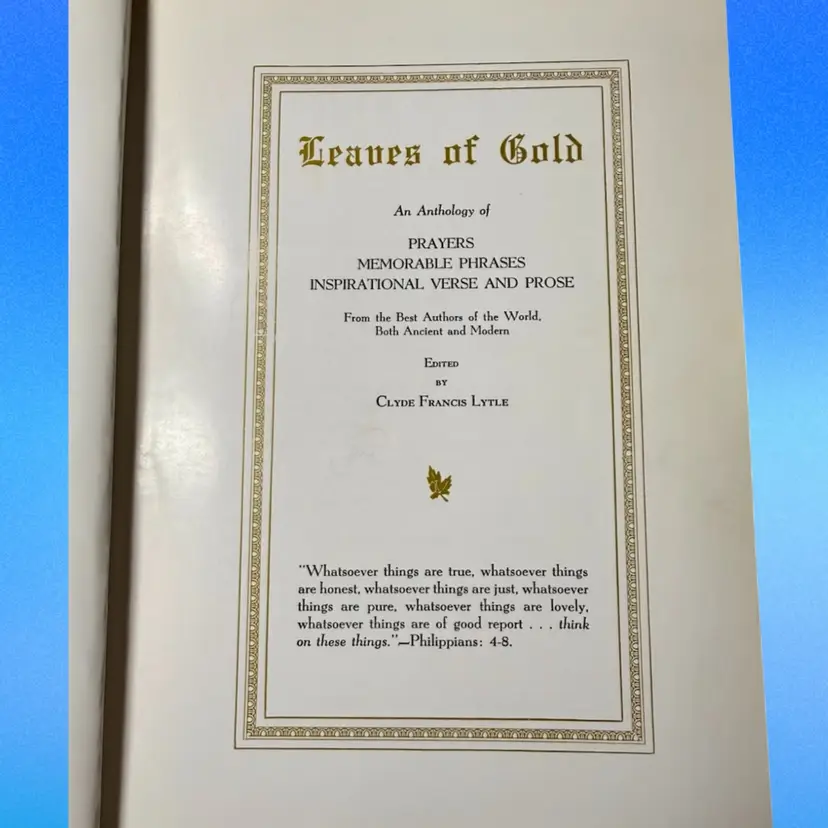 Leaves of Gold
An Anthology of
PRAYERS
MEMORABLE PHRASES
INSPIRATIONAL VERSE AND PROSE
From the Best Authors of the World,
Both Ancient and Modern
EDITED
BY
CLYDE FRANCIS LYTLE
"Whatsoever things are true, whatsoever things
are honest, whatsoever things are just, whatsoever
things are pure, whatsoever things are lovely,
whatsoever things are of good report . . . think
on these things."—Philippians: 4-8.